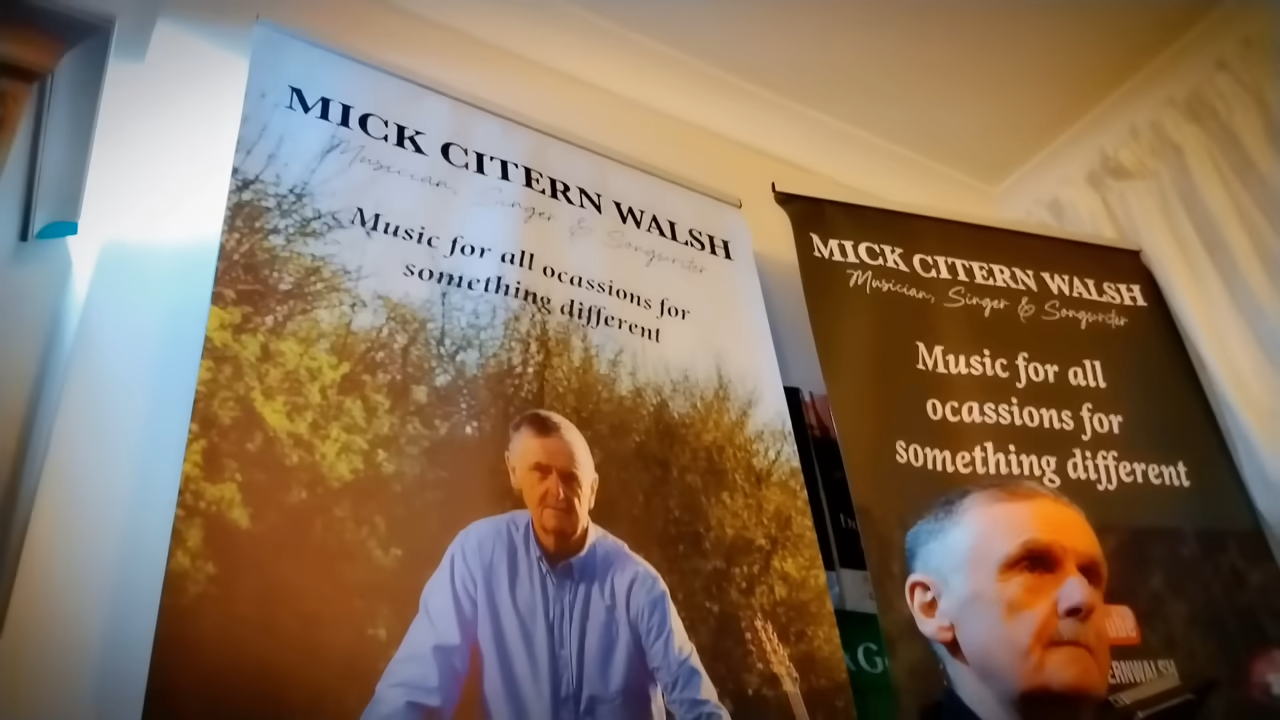 MICK CITERN WALSH
Musician, Singer & Songwriter
Music for all ocassions for
something different
MICK CITERN WALSH
Musician, Singer & Songwriter
Music for all
ocassions for
something different
ERNWALSH